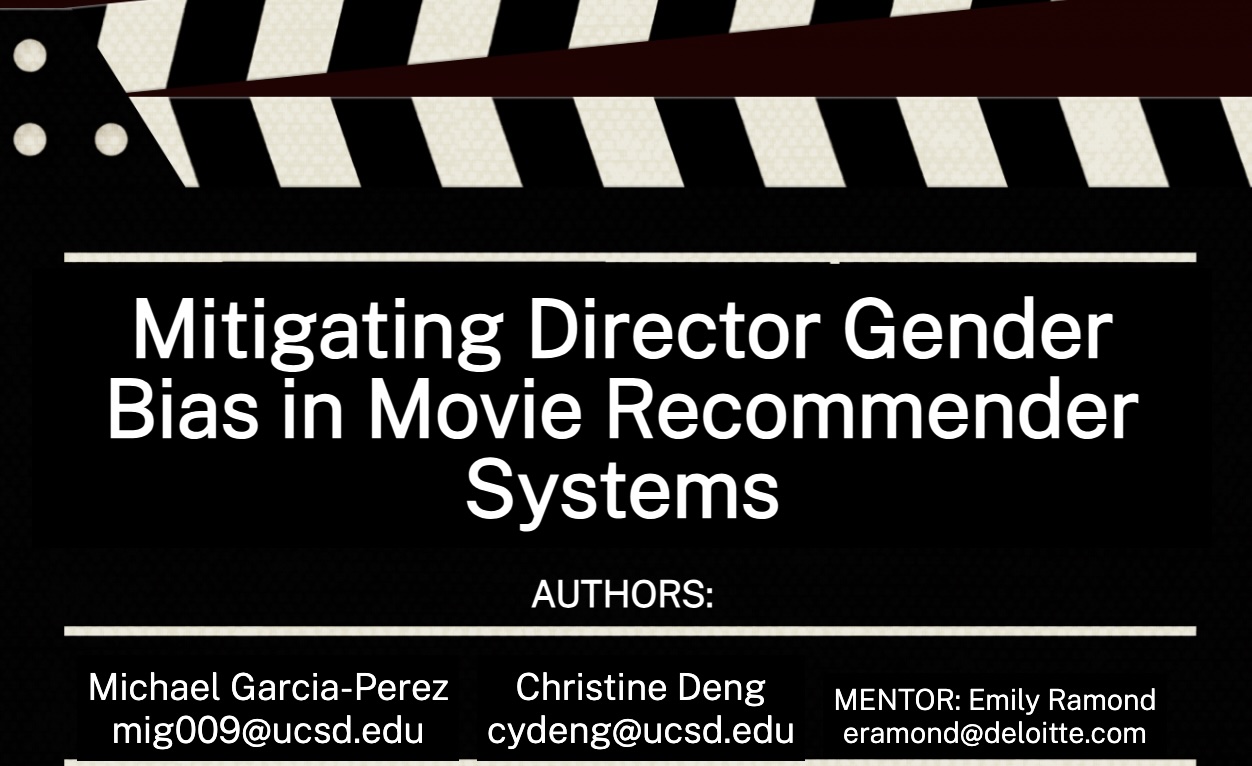 Mitigating Director Gender
Bias in Movie Recommender
Systems
AUTHORS:
Michael Garcia-Perez
mig009@ucsd.edu
Christine Deng
cydeng@ucsd.edu
MENTOR: Emily Ramond
eramond@deloitte.com